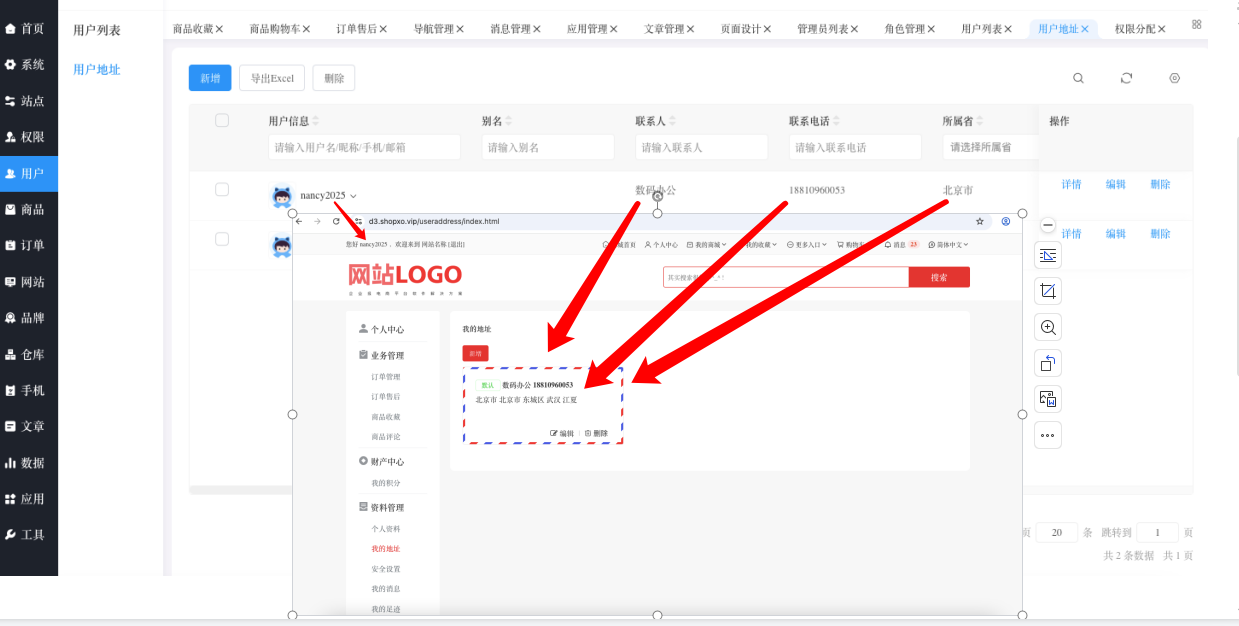 首页
系统
站点
权限
用户
商品
订单
网站
品牌
仓库
手机
文章
数据
应用
工具
用户列表
用户地址
商品收藏 商品购物车 订单售后 导航管理 消息管理 应用管理 文章管理 页面设计 管理员列表 角色管理 用户列表 用户地址 权限分配
新增 导出Excel 删除
用户信息 别名 联系人 联系电话 所属省 操作
请输入用户名/昵称/手机/邮箱 请输入别名 请输入联系人 请输入联系电话 请选择所属省
nancy2025 数码办公 18810960053 北京市 详情 编辑 删除
详情 编辑 删除
d3.shopxo.vip/useraddress/index.html
您好 nancy2025 ，欢迎来到 网站名称 [退出]
城首页 个人中心 我的商城 我的收藏 更多入口 购物车 消息 23 简体中文
网站LOGO
企业级电商平台软件解决方案
搜索
个人中心
业务管理
订单管理
订单售后
商品收藏
商品评论
财产中心
我的积分
资料管理
个人资料
我的地址
安全设置
我的消息
我的足迹
我的地址
新增
默认 数码办公 18810960053
北京市 北京市 东城区 武汉 江夏
编辑 删除
页 20 条 跳转到 1 页
共 2 条数据 共 1 页